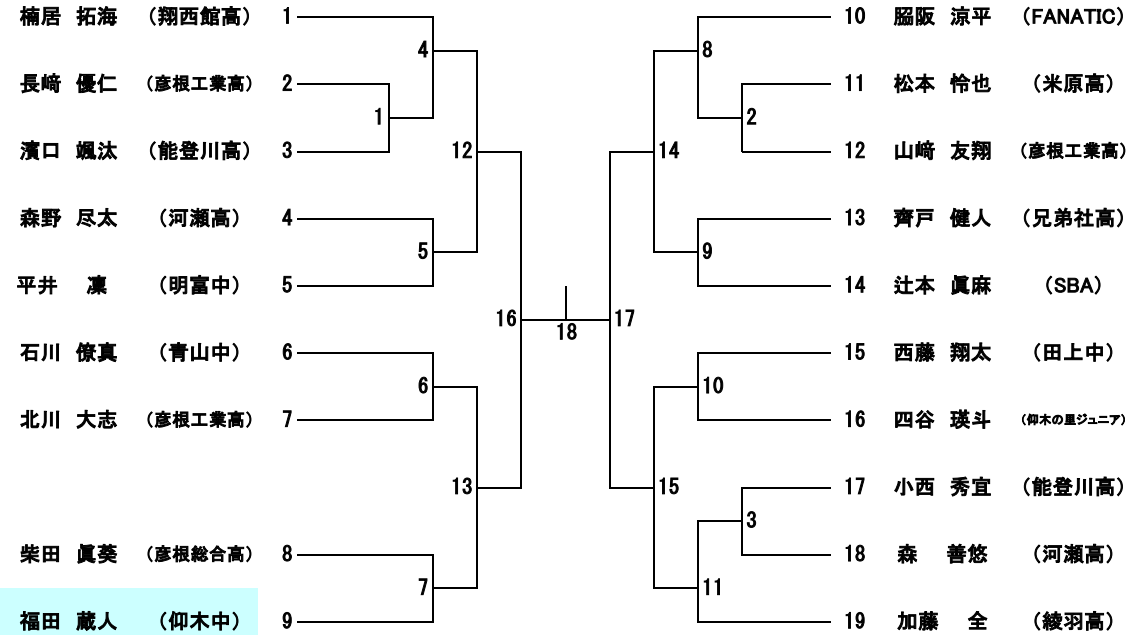 楠居 拓海 (翔西館高) 1
長﨑 優仁 (彦根工業高) 2
濱口 颯汰 (能登川高) 3
森野 尽太 (河瀬高) 4
平井 凜 (明富中) 5
石川 僚真 (青山中) 6
北川 大志 (彦根工業高) 7
柴田 眞葵 (彦根総合高) 8
福田 蔵人 (仰木中) 9
4
1
12
5
16
6
13
7
18
8
2
14
9
17
10
15
3
11
10 脇阪 涼平 (FANATIC)
11 松本 怜也 (米原高)
12 山﨑 友翔 (彦根工業高)
13 齊戸 健人 (兄弟社高)
14 辻本 眞麻 (SBA)
15 西藤 翔太 (田上中)
16 四谷 瑛斗 (仰木の里ジュニア)
17 小西 秀宜 (能登川高)
18 森 善悠 (河瀬高)
19 加藤 全 (綾羽高)